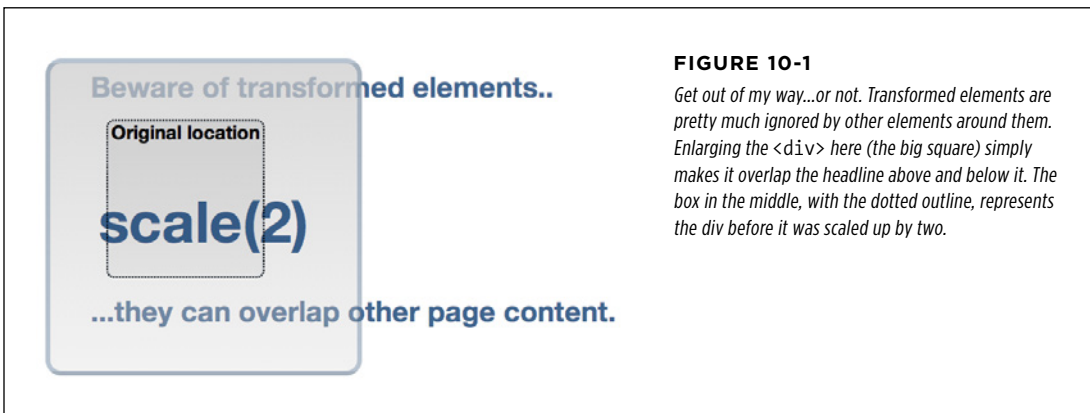 Beware of transformed elements..
Original location
scale(2)
...they can overlap other page content.
FIGURE 10-1
Get out of my way...or not. Transformed elements are
pretty much ignored by other elements around them.
Enlarging the <div> here (the big square) simply
makes it overlap the headline above and below it. The
box in the middle, with the dotted outline, represents
the div before it was scaled up by two.